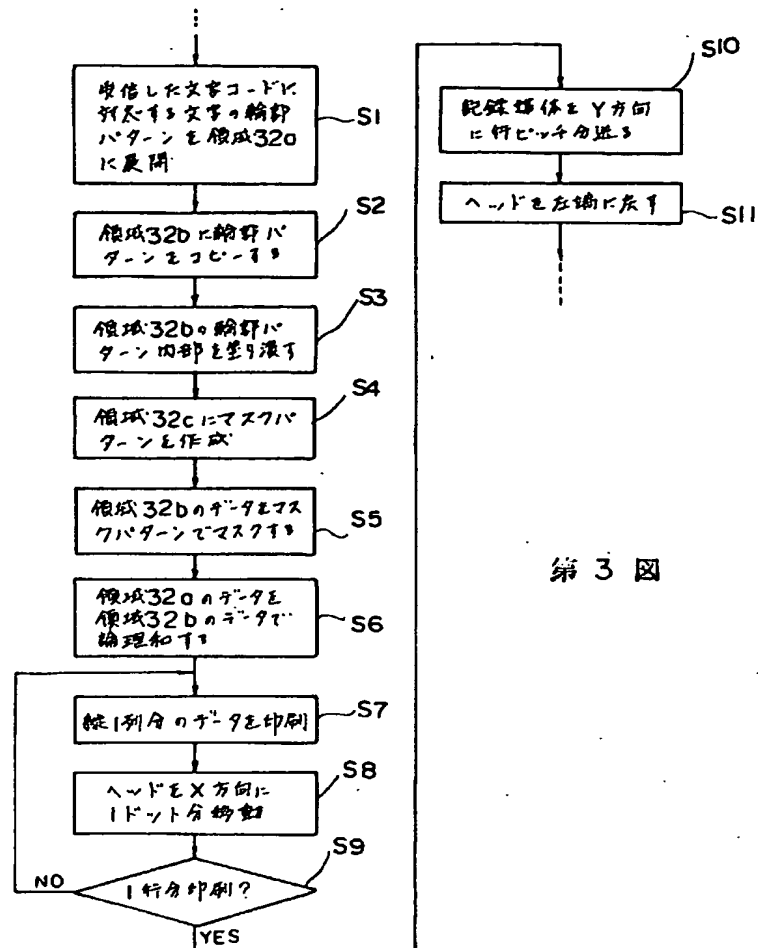 受信した文字コードに
対応する文字の輪郭
パターンを領域32a
に展開
S1
領域32bに輪郭パ
ターンをコピーする
S2
領域32bの輪郭パ
ターン内部を塗り潰す
S3
領域32cにマスクパ
ターンを作成
S4
領域32bのデータをマス
クパターンでマスクする
S5
領域32aのデータを
領域32bのデータで
論理和する
S6
縦1列分のデータを印刷
S7
ヘッドをX方向に
1ドット分移動
S8
1行分印刷?
S9
NO
YES
記録媒体をY方向
に行ピッチ分送る
S10
ヘッドを左端に戻す
S11
第3図